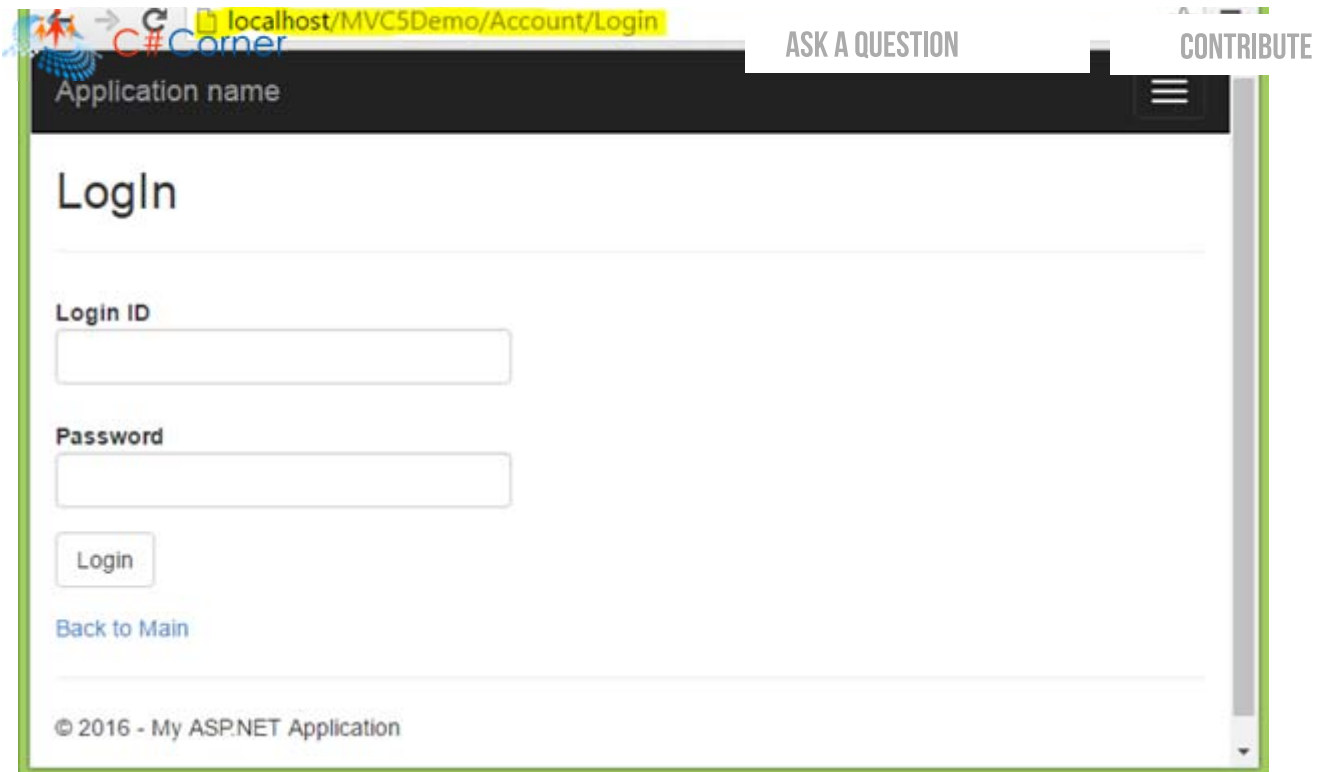 localhost/MVC5Demo/Account/Login
C# Corner
ASK A QUESTION
CONTRIBUTE
Application name
LogIn
Login ID
Password
Login
Back to Main
© 2016 - My ASP.NET Application